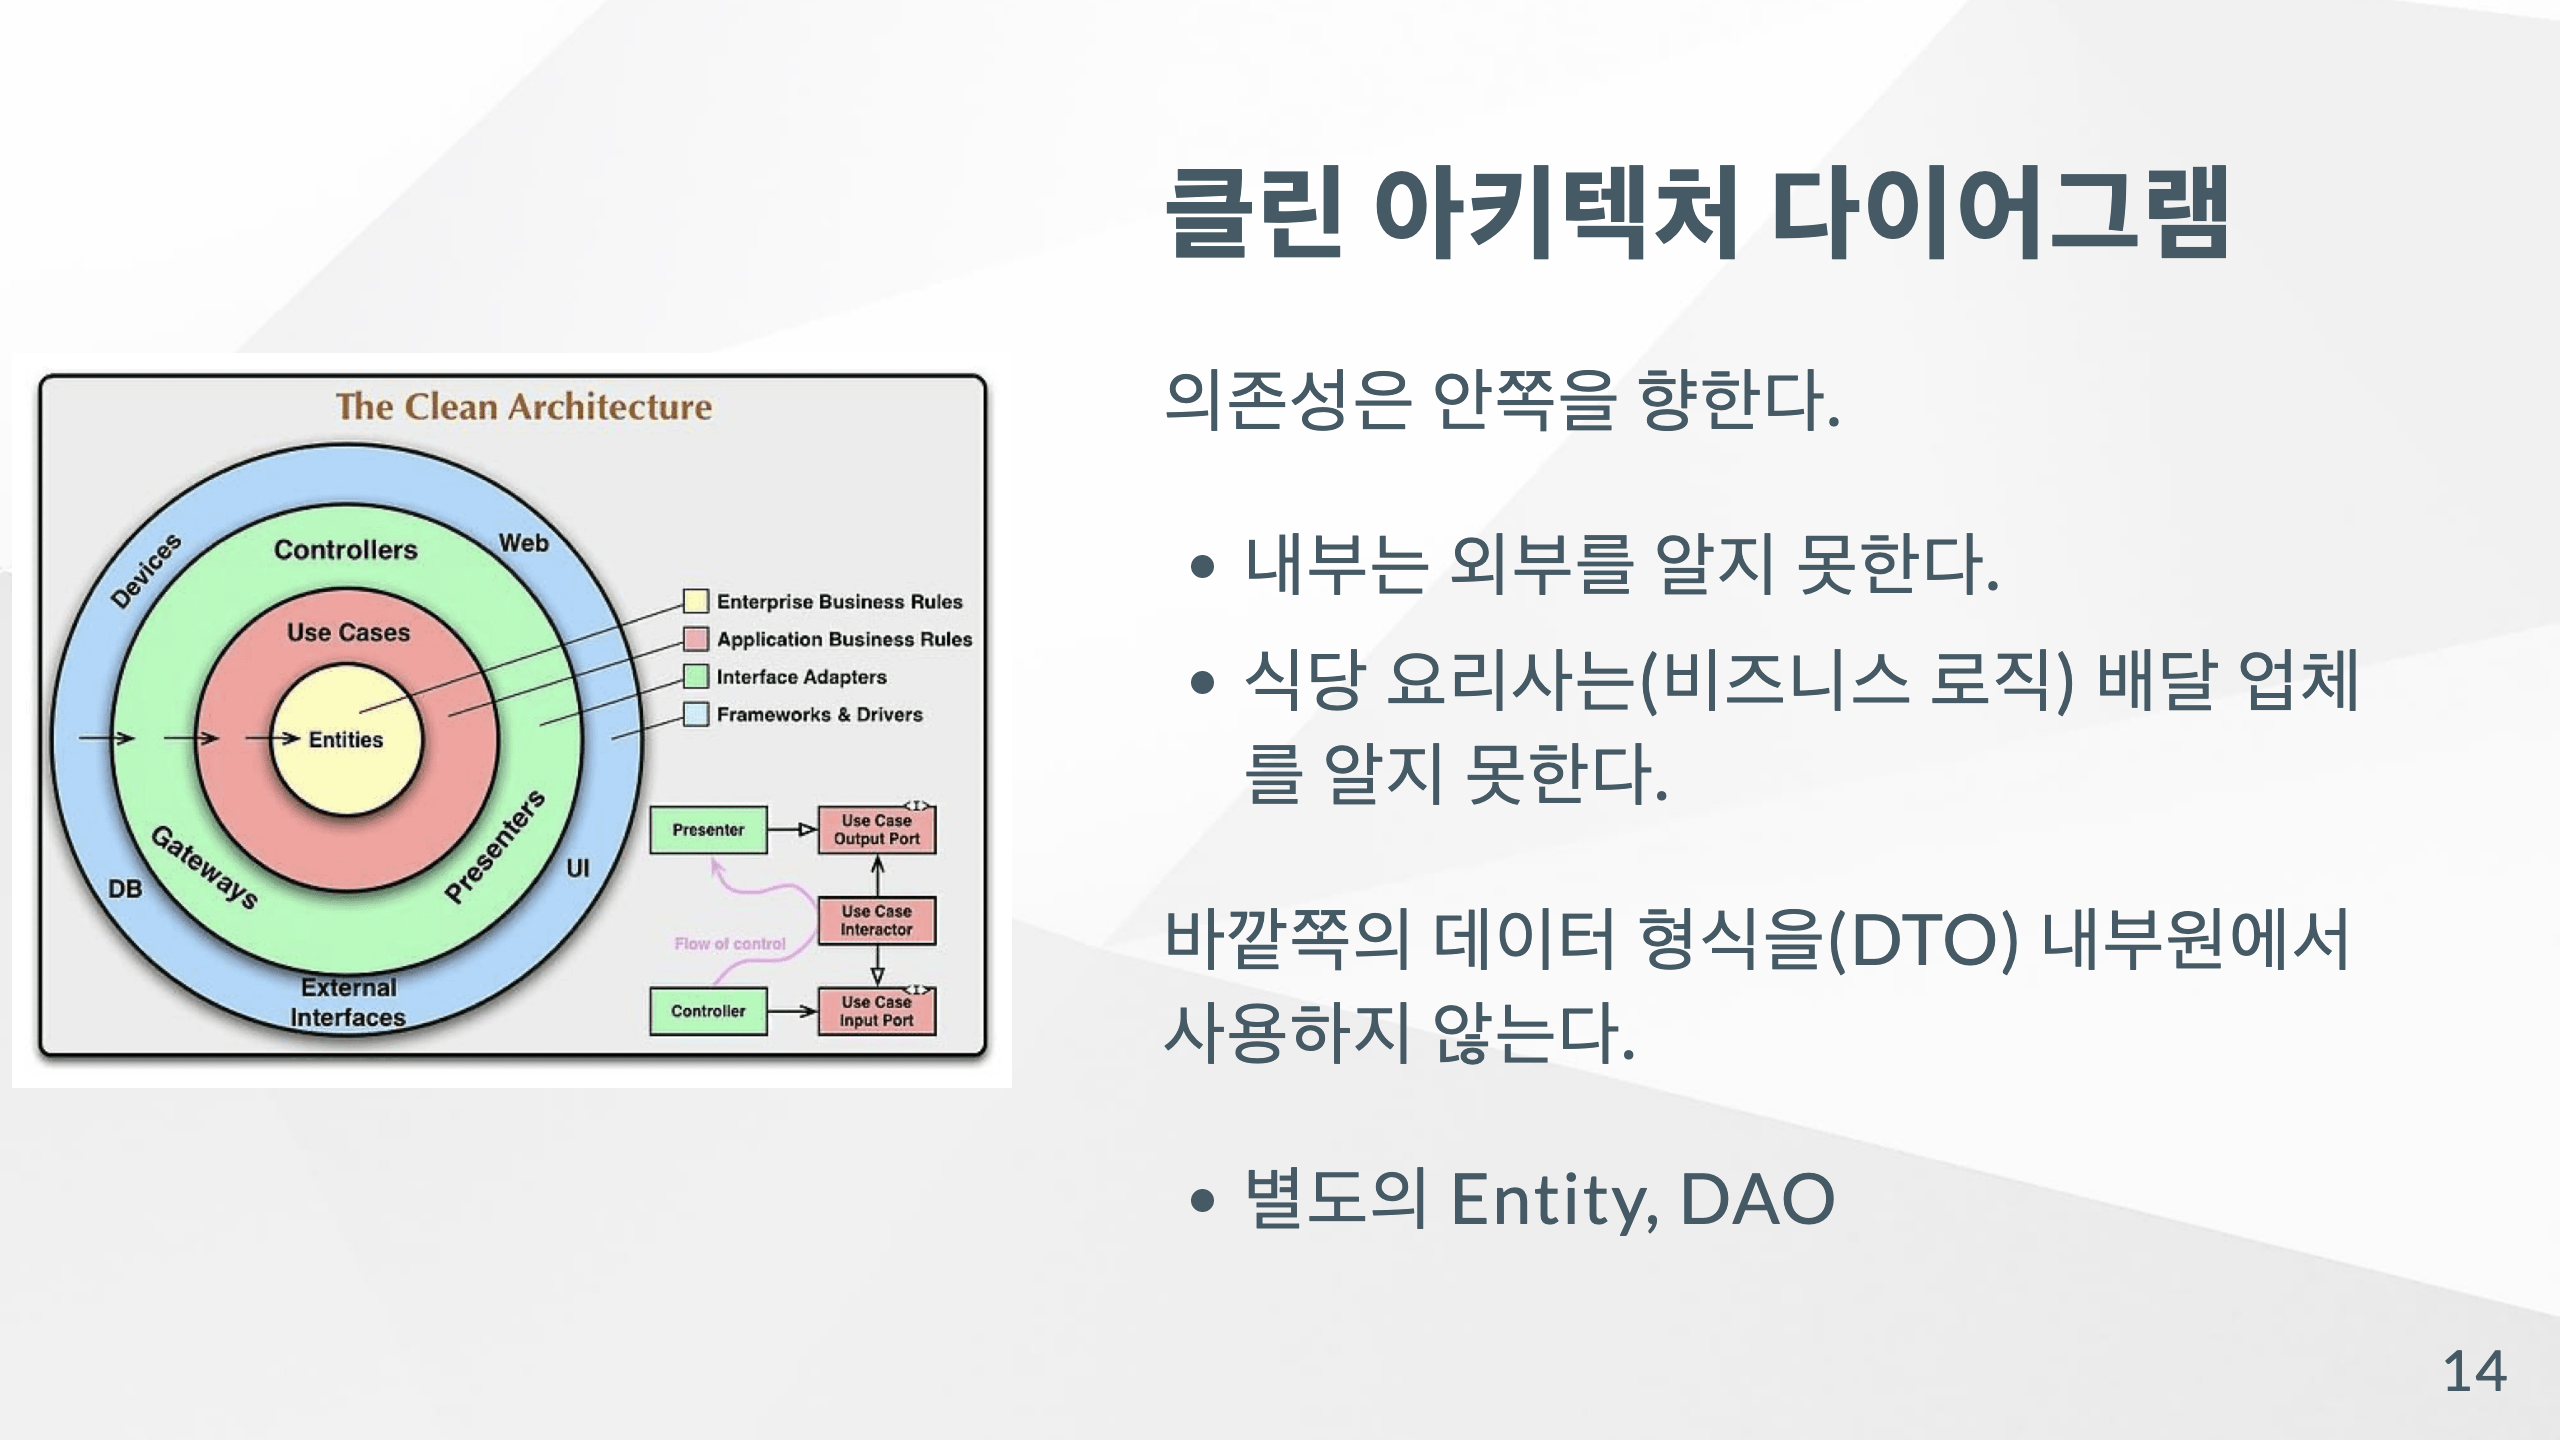 클린 아키텍처 다이어그램
의존성은 안쪽을 향한다.
• 내부는 외부를 알지 못한다.
• 식당 요리사는(비즈니스 로직) 배달 업체
를 알지 못한다.
바깥쪽의 데이터 형식을(DTO) 내부원에서
사용하지 않는다.
• 별도의 Entity, DAO
The Clean Architecture
Devices
Web
Controllers
Use Cases
Entities
Gateways
Presenters
DB
UI
External
Interfaces
Enterprise Business Rules
Application Business Rules
Interface Adapters
Frameworks & Drivers
Presenter
<I>
Use Case
Output Port
Use Case
Interactor
Flow of control
Controller
<I>
Use Case
Input Port
14